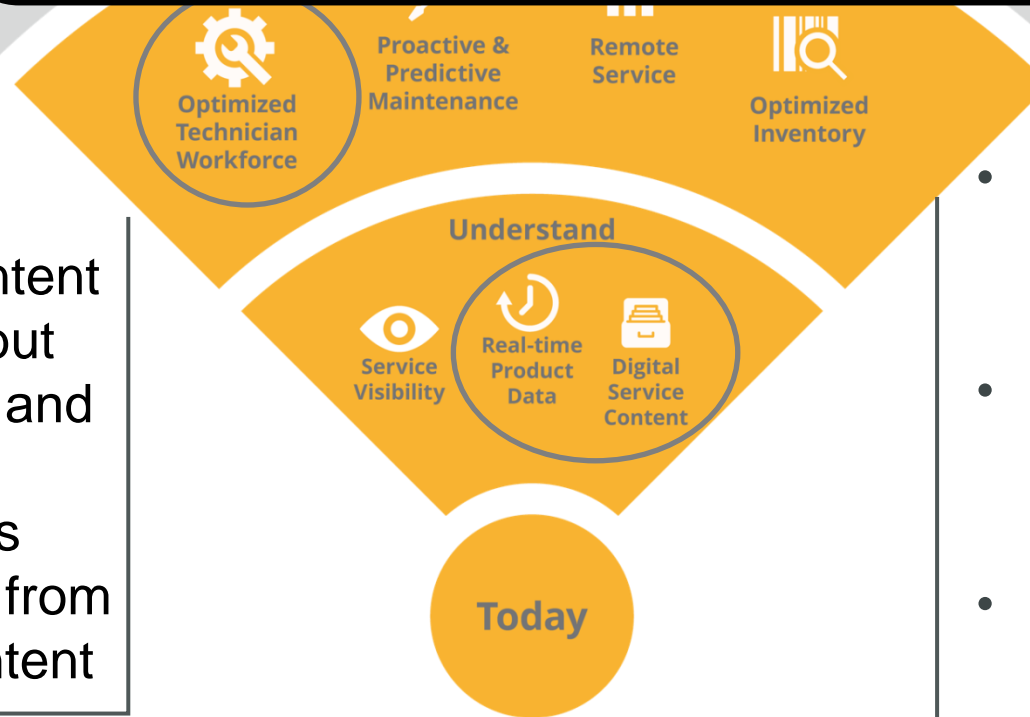 Optimized
Technician
Workforce
Proactive &
Predictive
Maintenance
Remote
Service
Optimized
Inventory
Understand
Service
Visibility
Real-time
Product
Data
Digital
Service
Content
Today
ntent
out
and
s
from
ntent
•
•
•